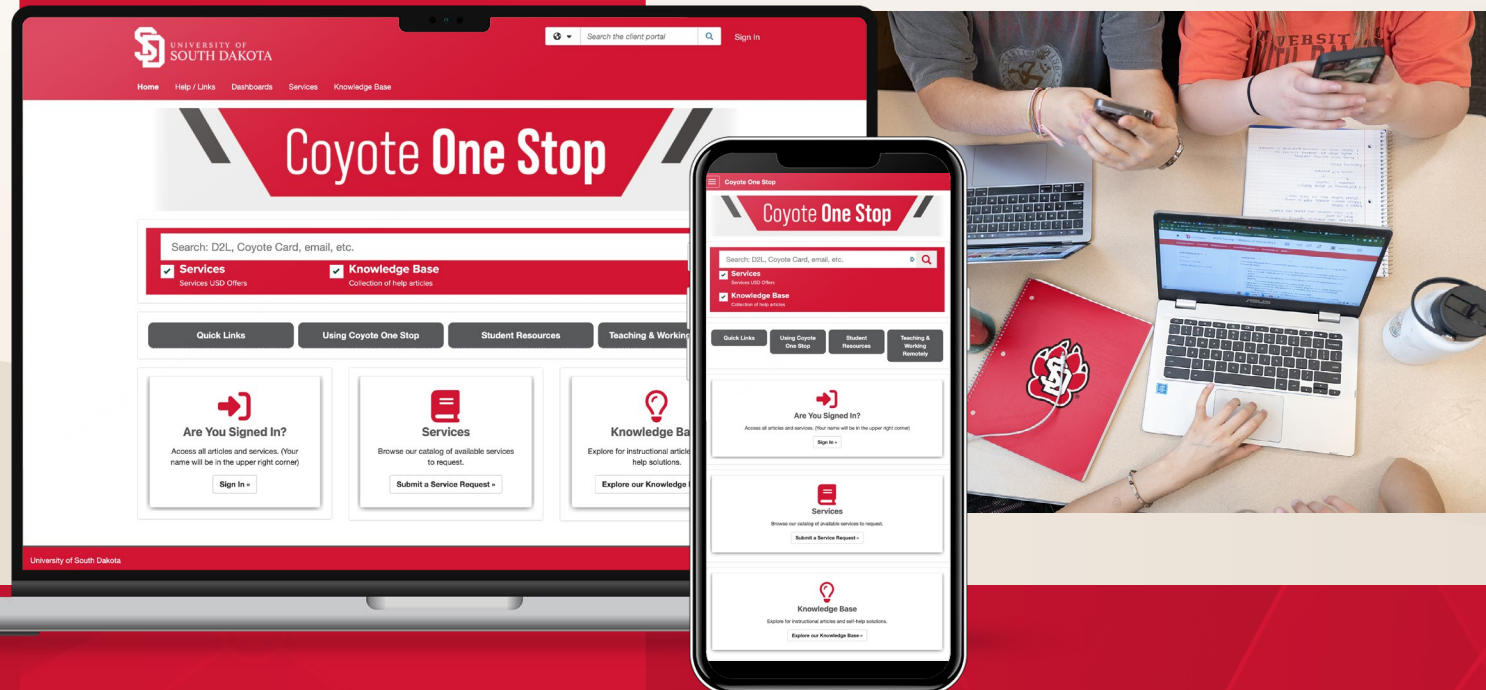 UNIVERSITY OF
SOUTH DAKOTA
Search the client portal
Sign In
Home Help / Links Dashboards Services Knowledge Base
Coyote One Stop
Search: D2L, Coyote Card, email, etc.
Services
Services USD Offers
Knowledge Base
Collection of help articles
Quick Links
Using Coyote One Stop
Student Resources
Teaching & Workin
Are You Signed In?
Access all articles and services. (Your
name will be in the upper right corner)
Sign In »
Services
Browse our catalog of available services
to request.
Submit a Service Request »
Knowledge Ba
Explore for instructional article
help solutions.
Explore our Knowledge
University of South Dakota
Coyote One Stop
Coyote One Stop
Search: D2L, Coyote Card, email, etc.
Services
Services USD Offers
Knowledge Base
Collection of help articles
Quick Links
Using Coyote
One Stop
Student
Resources
Teaching &
Working
Remotely
Are You Signed In?
Access all articles and services. (Your name will be in the upper right corner)
Sign In »
Services
Browse our catalog of available services to request.
Submit a Service Request »
Knowledge Base
Explore for instructional articles and self-help solutions.
Explore our Knowledge Base »
ASUS